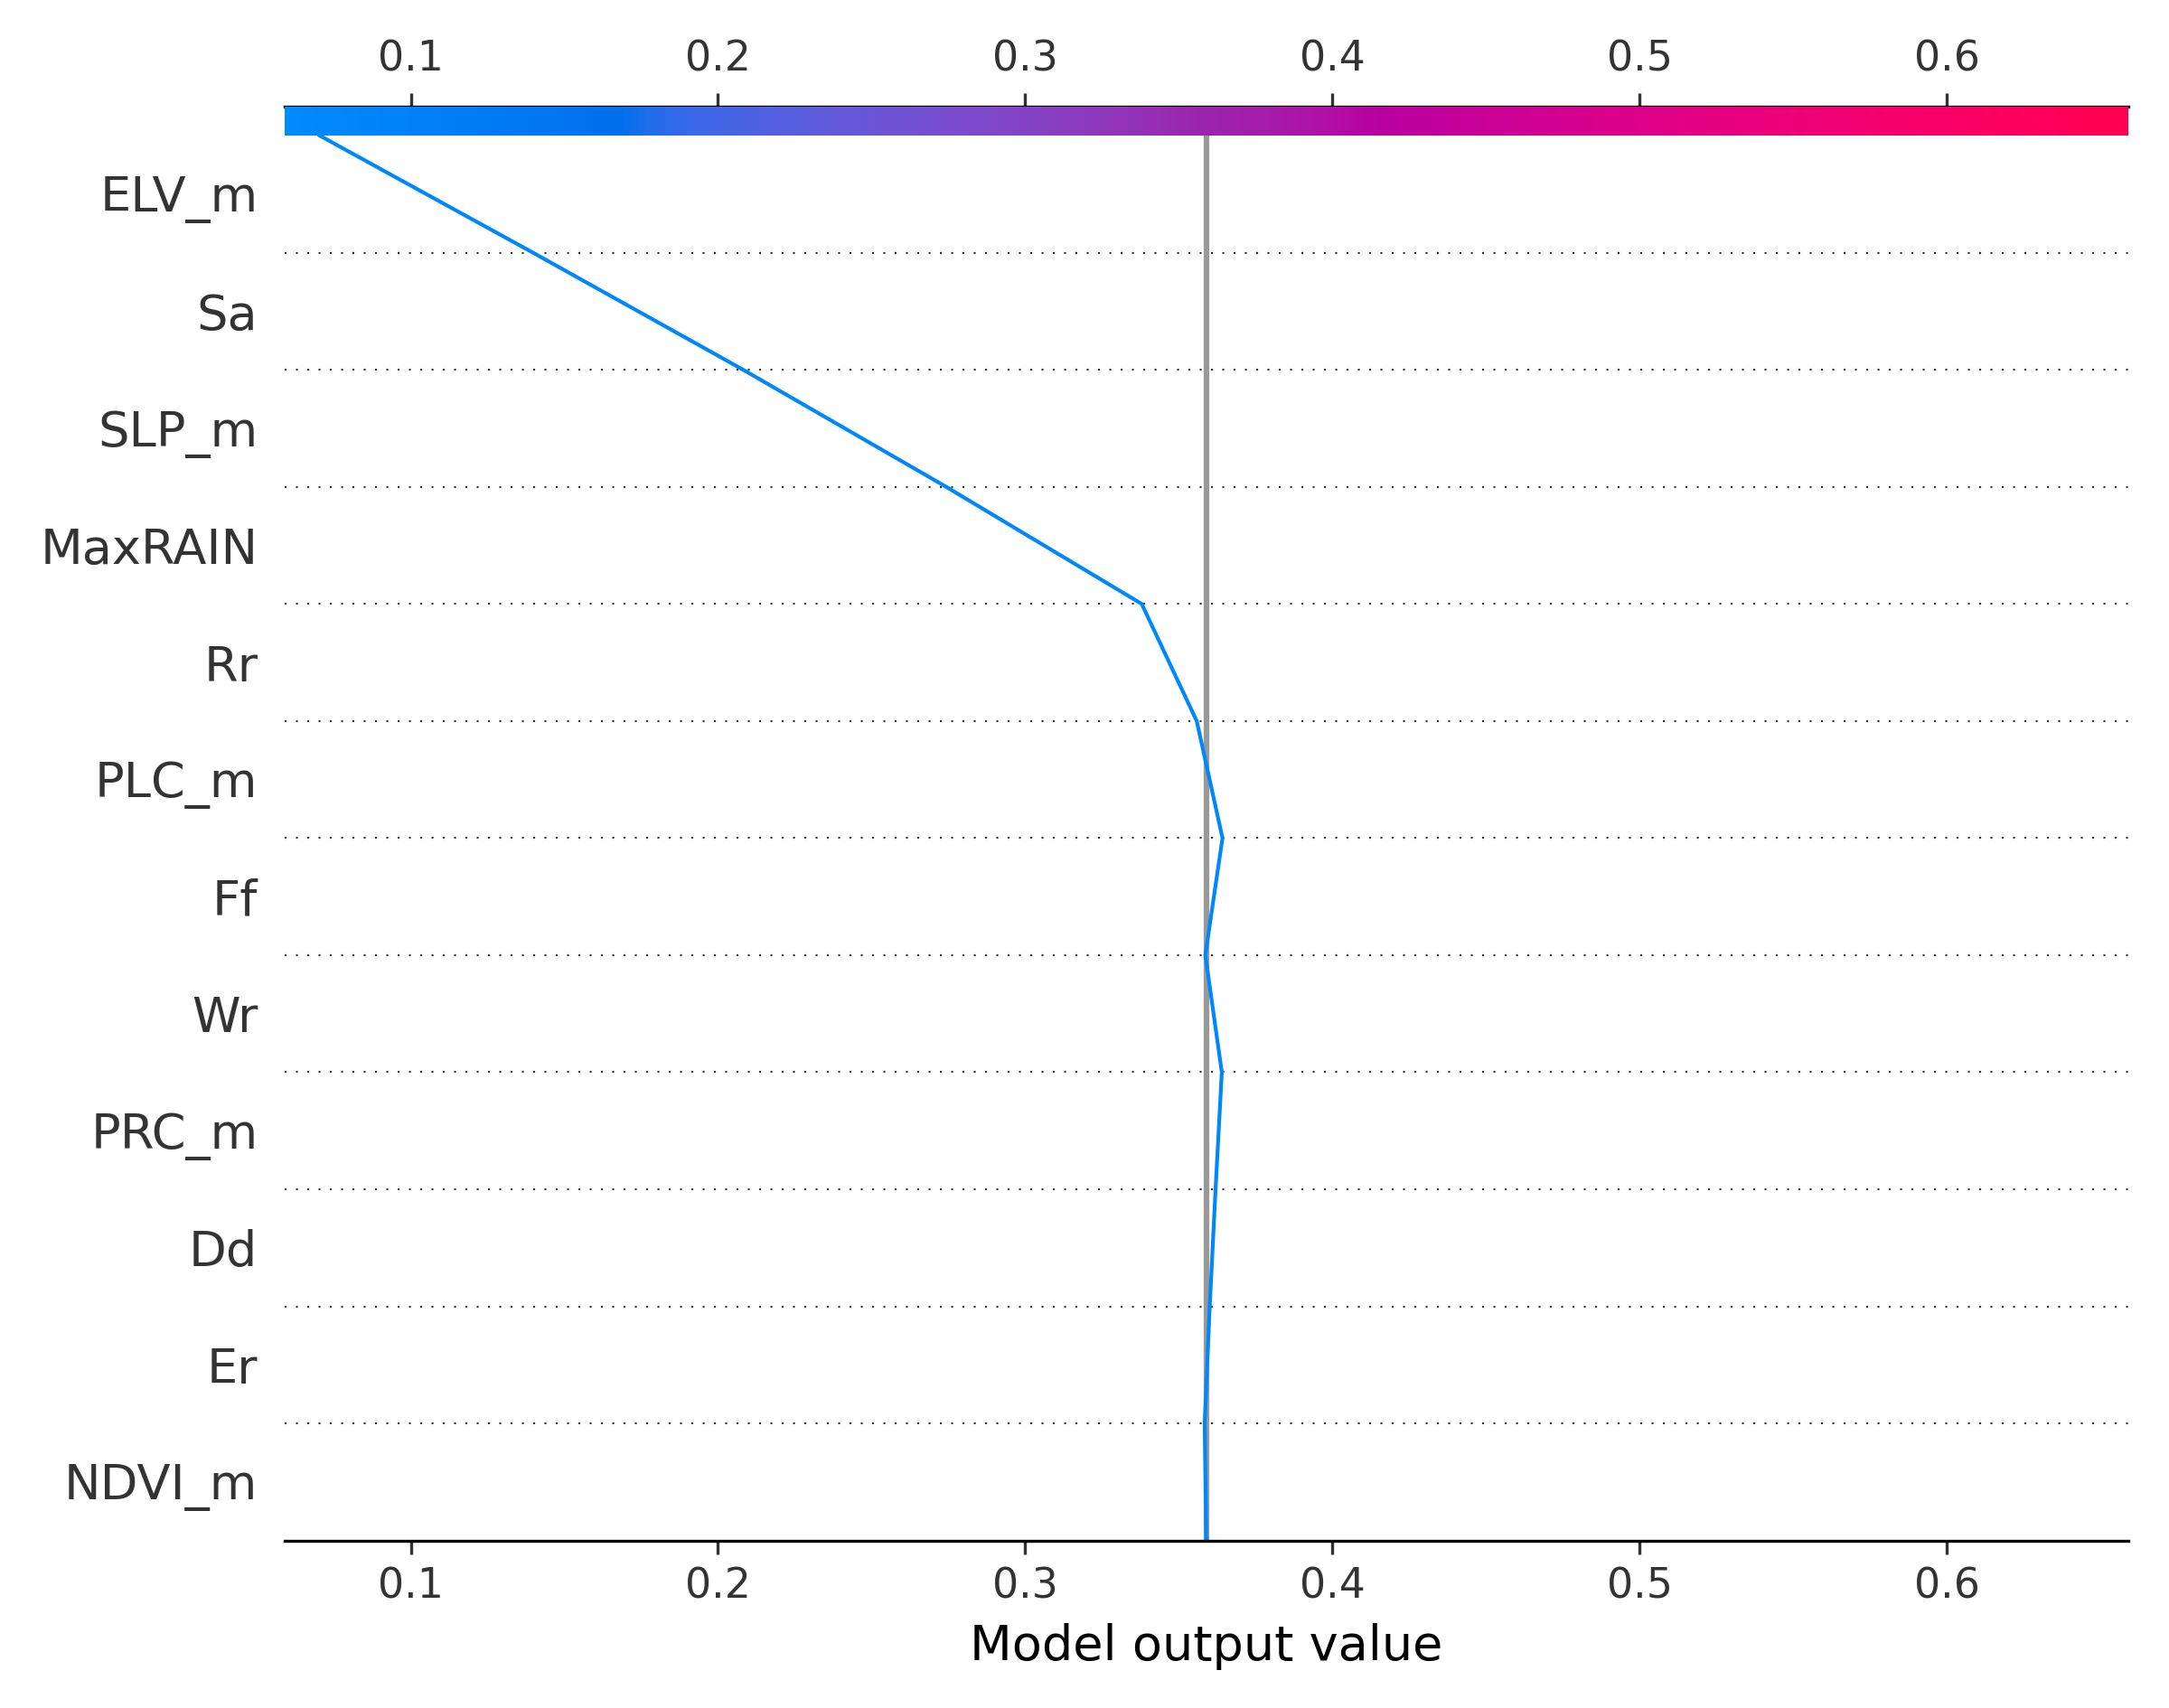 0.1 0.2 0.3 0.4 0.5 0.6
ELV_m
Sa
SLP_m
MaxRAIN
Rr
PLC_m
Ff
Wr
PRC_m
Dd
Er
NDVI_m
0.1 0.2 0.3 0.4 0.5 0.6
Model output value